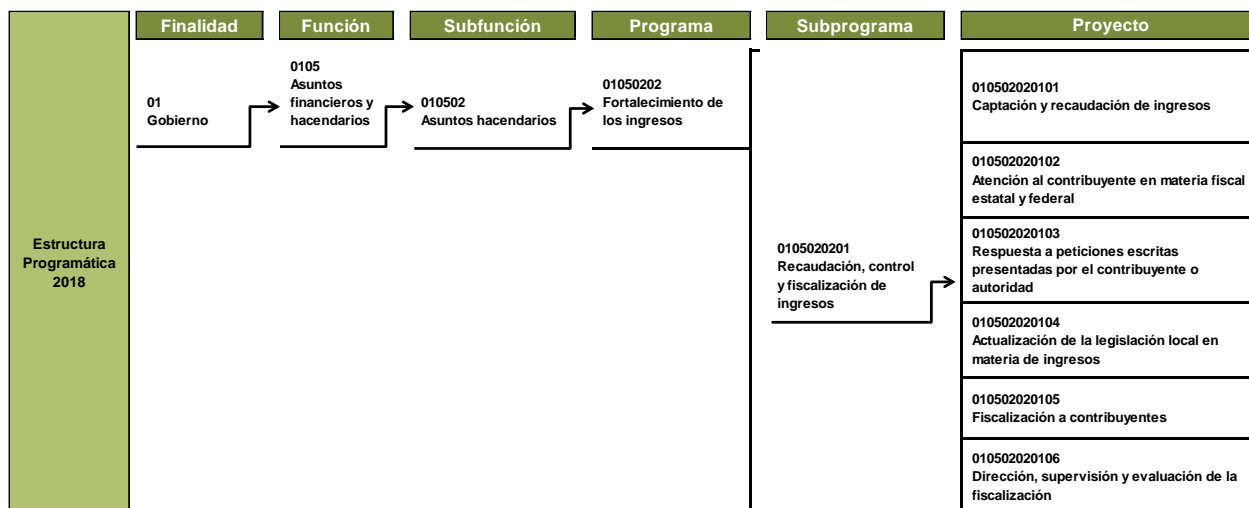 Finalidad
Función
Subfunción
Programa
Subprograma
Proyecto
Estructura
Programática
2018
01
Gobierno
0105
Asuntos
financieros y
hacendarios
010502
Asuntos hacendarios
01050202
Fortalecimiento de
los ingresos
0105020201
Recaudación, control
y fiscalización de
ingresos
010502020101
Captación y recaudación de ingresos
010502020102
Atención al contribuyente en materia fiscal
estatal y federal
010502020103
Respuesta a peticiones escritas
presentadas por el contribuyente o
autoridad
010502020104
Actualización de la legislación local en
materia de ingresos
010502020105
Fiscalización a contribuyentes
010502020106
Dirección, supervisión y evaluación de la
fiscalización